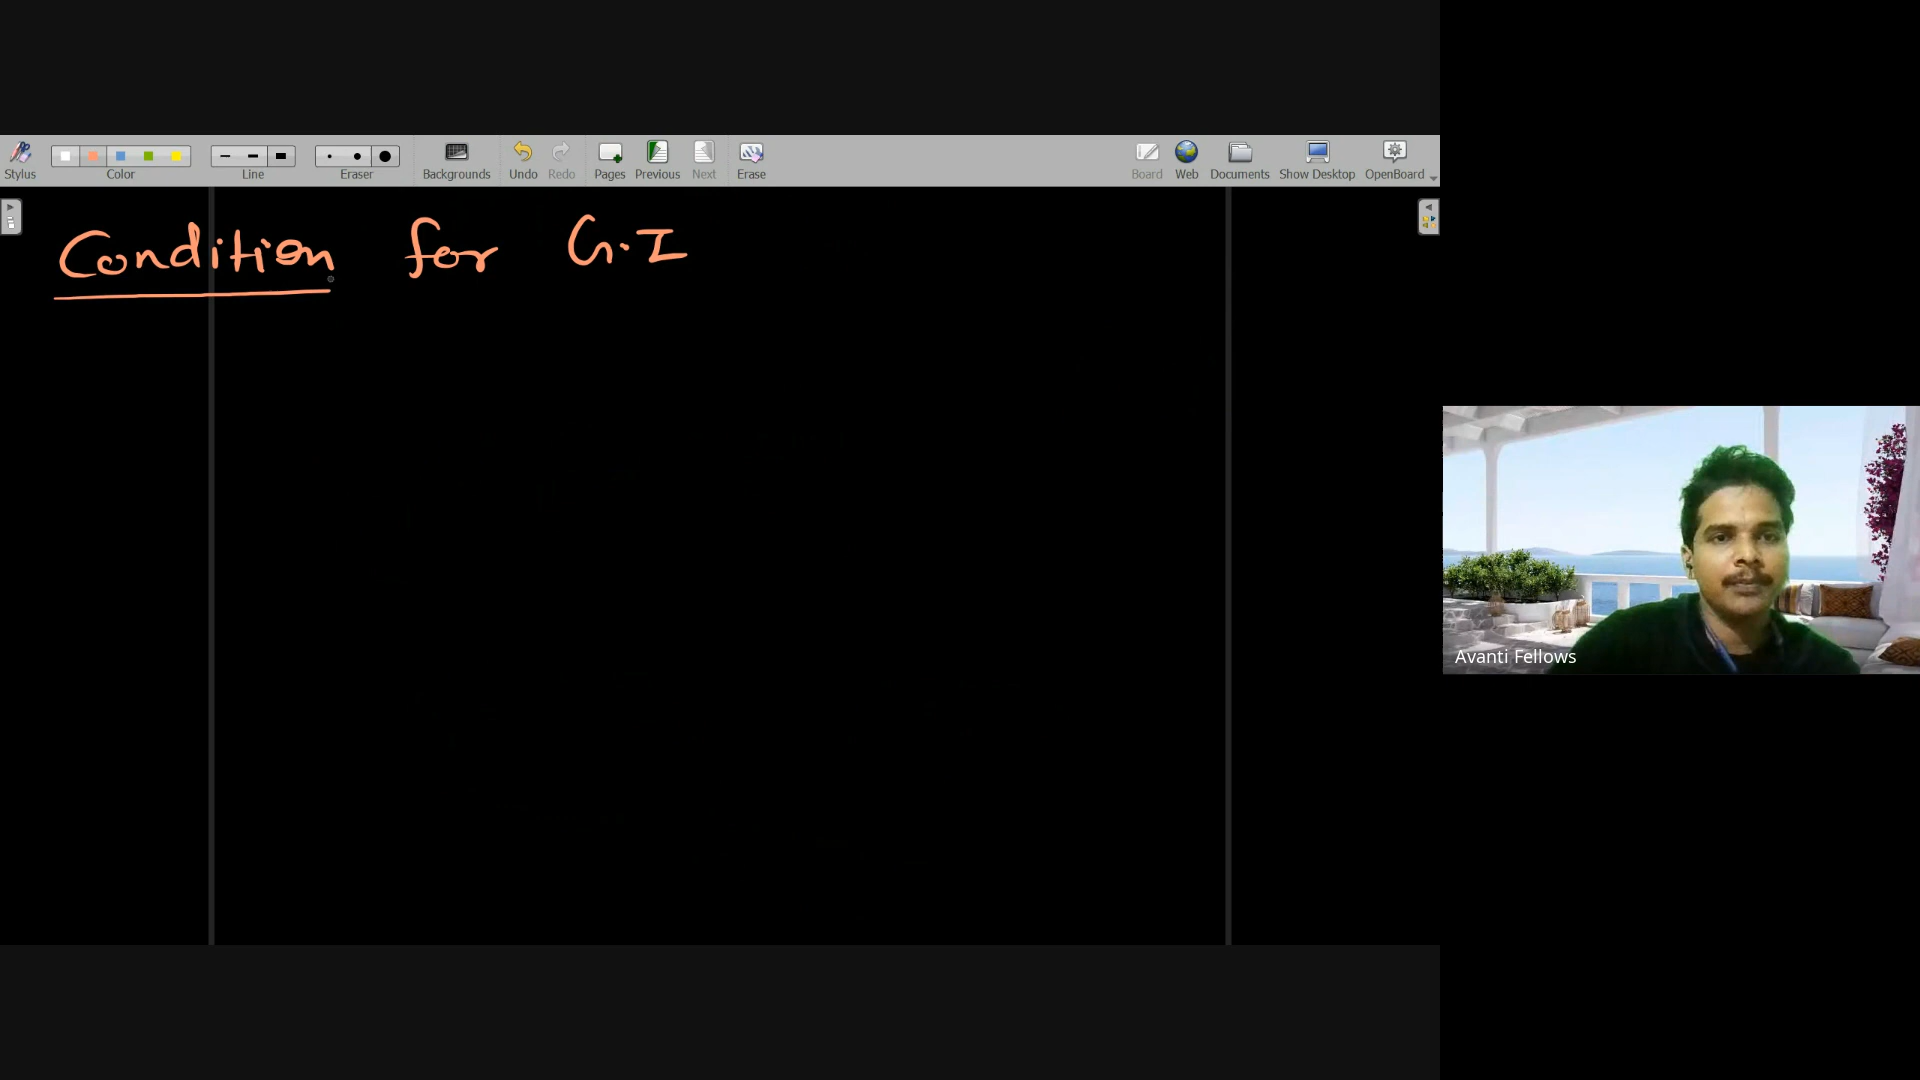 Stylus Color Line Eraser Backgrounds Undo Redo Pages Previous Next Erase Board Web Documents Show Desktop OpenBoard
Condition for G.I
Avanti Fellows